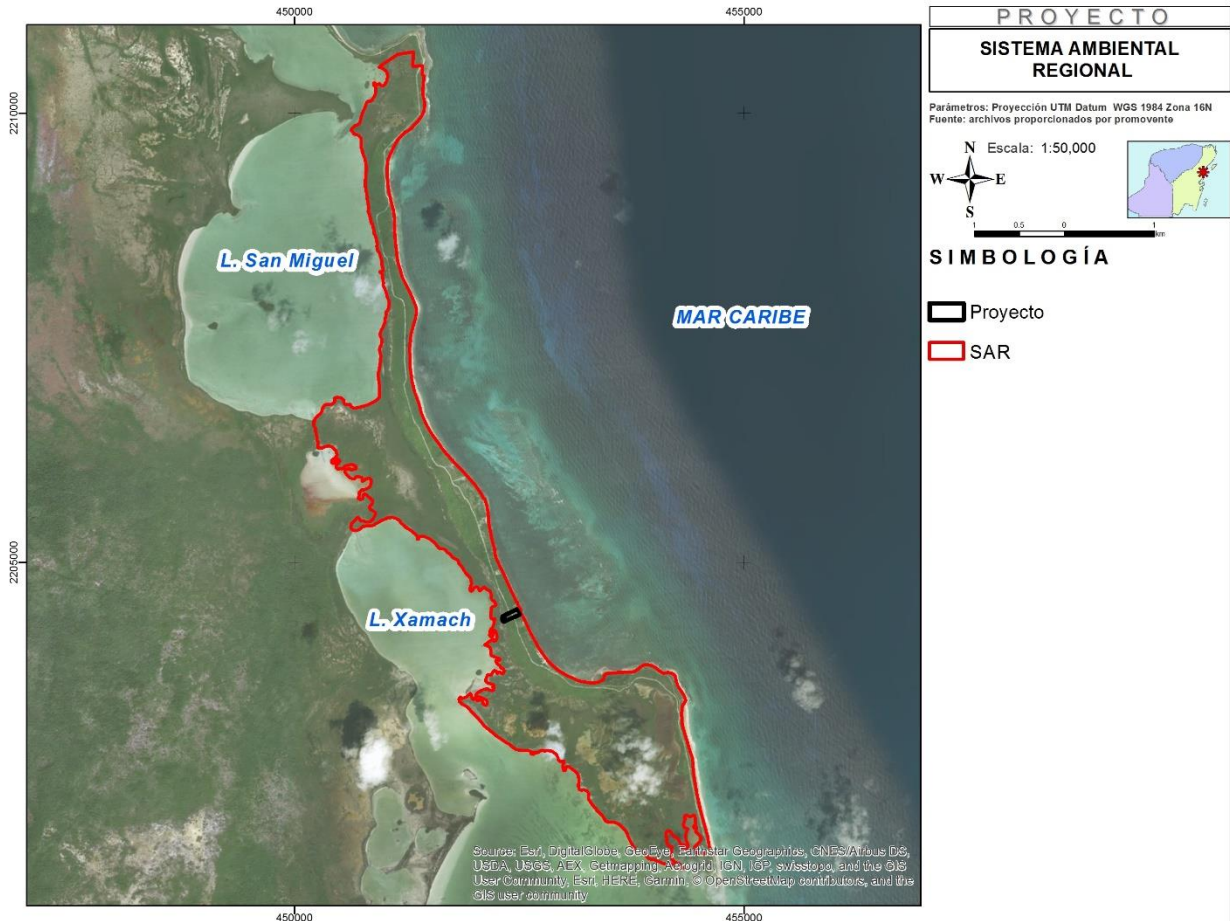 450000
455000
2210000
2205000
L. San Miguel
MAR CARIBE
L. Xamach
Source: Esri, DigitalGlobe, GeoEye, Earthstar Geographics, CNES/Airbus DS,
USDA, USGS, AEX, Getmapping, Aerogrid, IGN, IGP, swisstopo, and the GIS
User Community, Esri, HERE, Garmin, © OpenStreetMap contributors, and the
GIS user community
450000
455000
PROYECTO
SISTEMA AMBIENTAL
REGIONAL
Parámetros: Proyección UTM Datum WGS 1984 Zona 16N
Fuente: archivos proporcionados por promovente
N
Escala: 1:50,000
W E
S
1 0.5 0 1
km
SIMBOLOGÍA
Proyecto
SAR